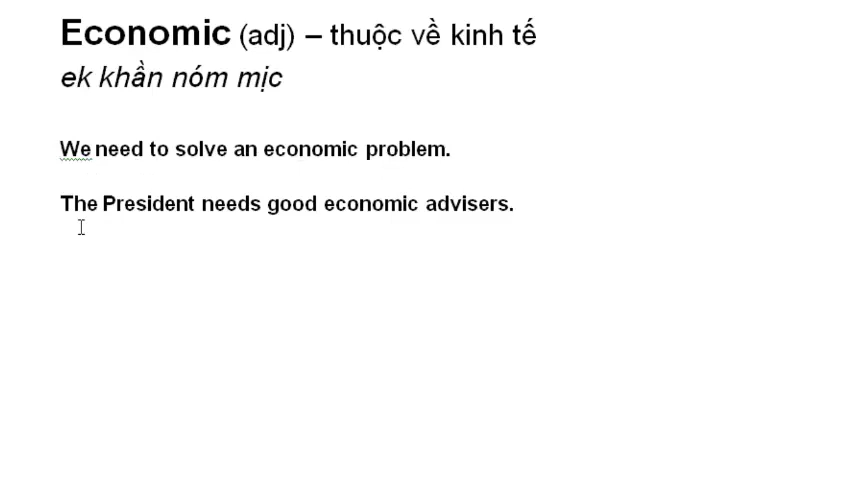 Economic (adj) – thuộc về kinh tế
ek khần nóm mịc
We need to solve an economic problem.
The President needs good economic advisers.